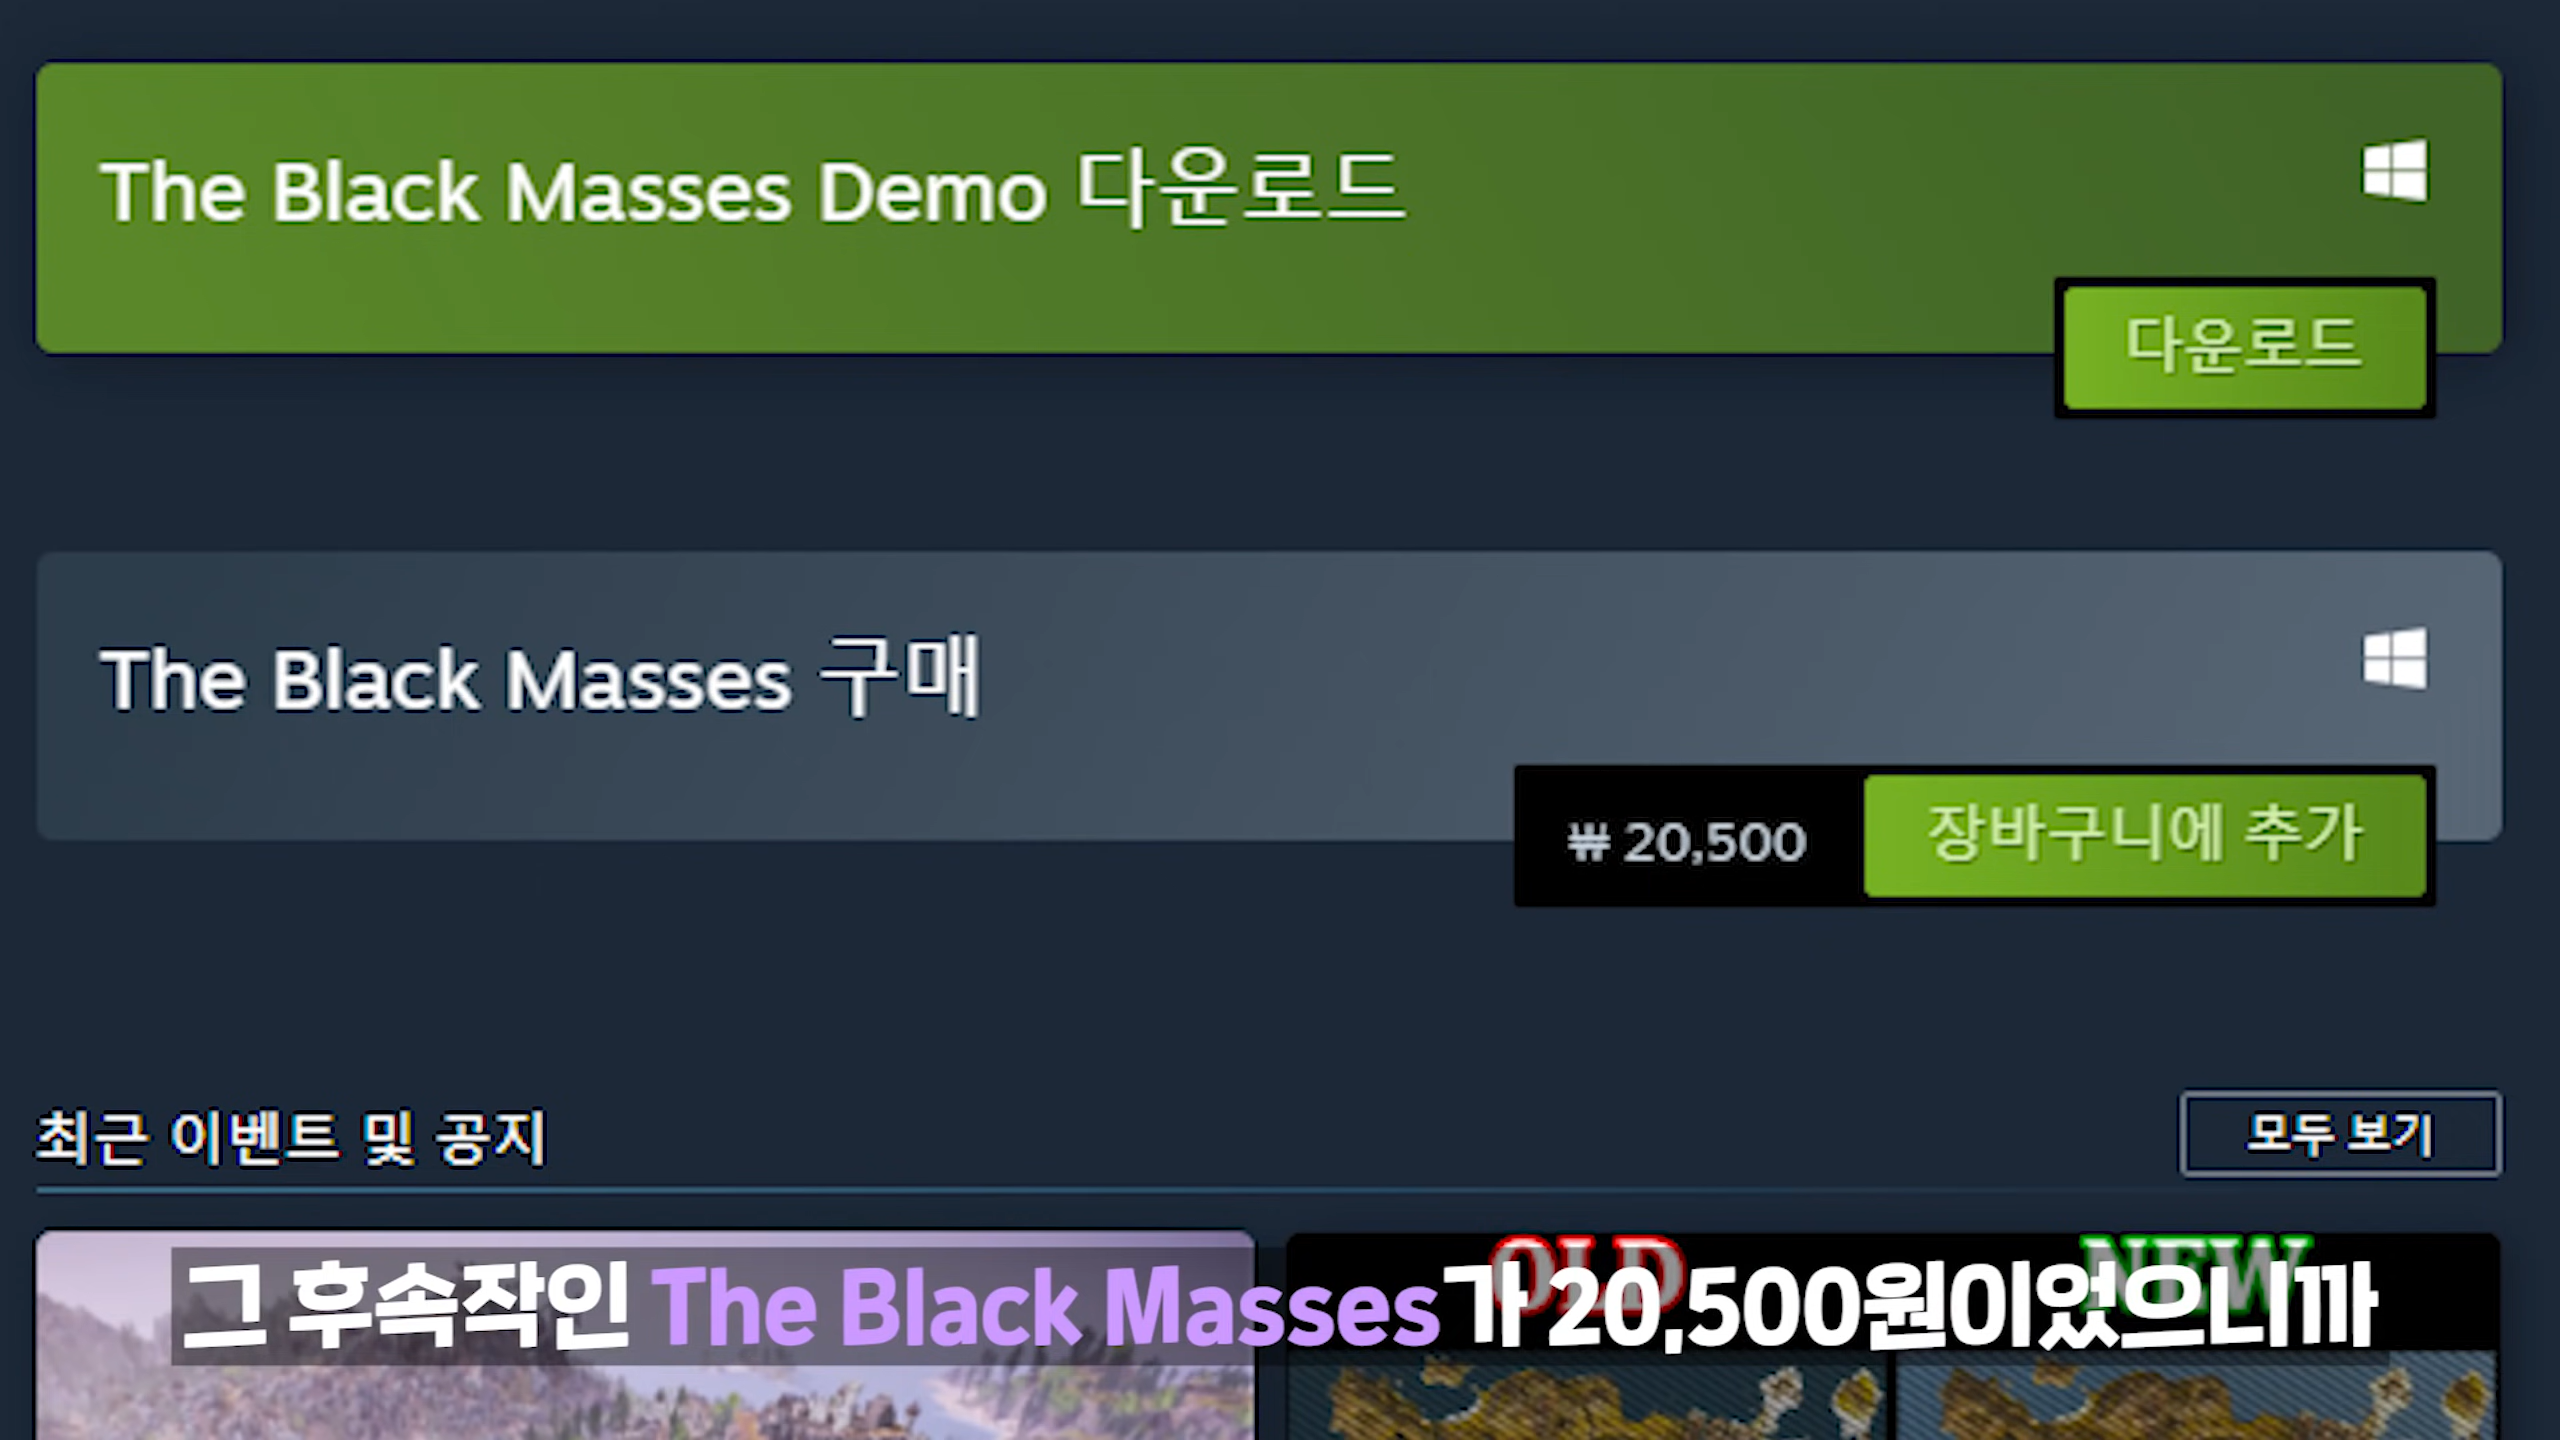 The Black Masses Demo 다운로드
다운로드
The Black Masses 구매
₩ 20,500
장바구니에 추가
최근 이벤트 및 공지
모두 보기
OLD
NEW
그 후속작인 The Black Masses가 20,500원이었으니까